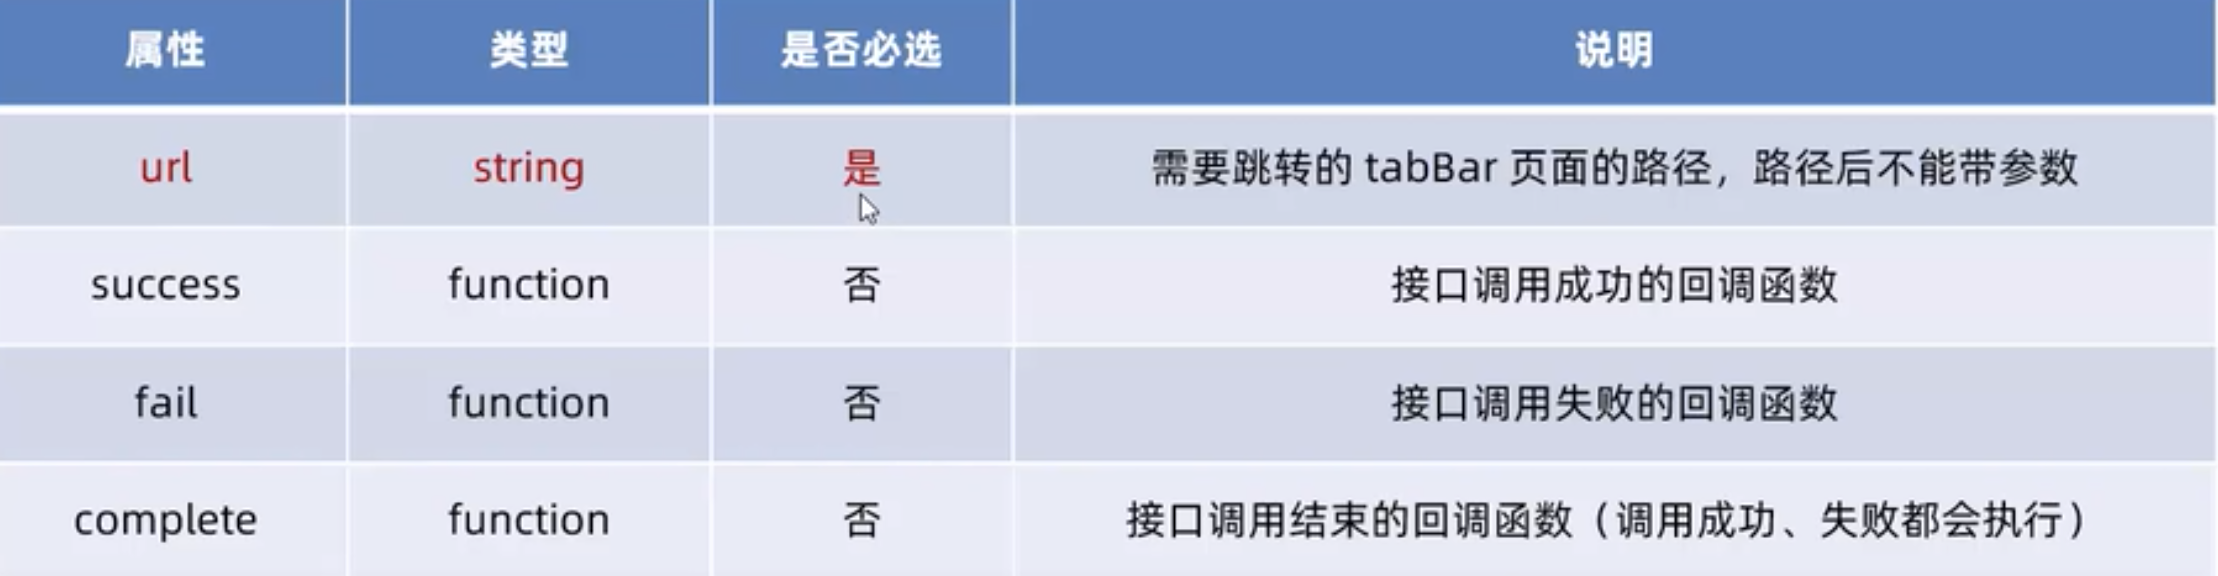 属性 类型 是否必选 说明
url string 是 需要跳转的 tabBar 页面的路径，路径后不能带参数
success function 否 接口调用成功的回调函数
fail function 否 接口调用失败的回调函数
complete function 否 接口调用结束的回调函数（调用成功、失败都会执行）